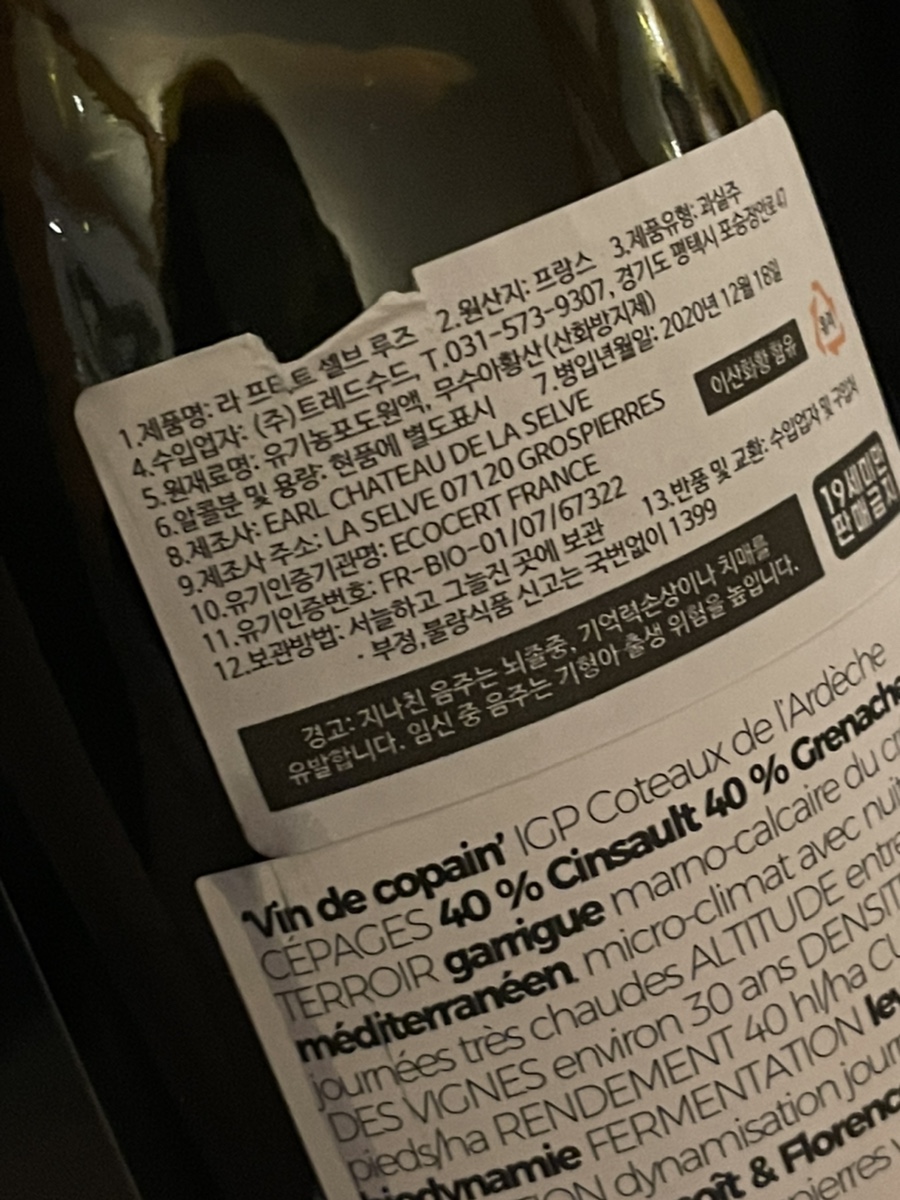 1.제품명: 라 프티트 셀브 루즈 2.원산지: 프랑스 3.제품유형: 과실주
4.수입업자: (주)트레드수드, T.031-573-9307, 경기도 평택시 포승장안로 47
5.원재료명: 유기농포도원액, 무수아황산(산화방지제)
6.알콜분 및 용량: 현품에 별도표시 7.병입년월일: 2020년 12월 18일
8.제조사: EARL CHATEAU DE LA SELVE
이산화황 함유
9.제조사 주소: LA SELVE 07120 GROSPIERRES
10.유기인증기관명: ECOCERT FRANCE
11.유기인증번호: FR-BIO-01/07/67322
12.보관방법: 서늘하고 그늘진 곳에 보관 13.반품 및 교환: 수입업자 및 구입처
· 부정,불량식품 신고는 국번없이 1399
19세미만
판매금지
경고: 지나친 음주는 뇌졸중, 기억력손상이나 치매를
유발합니다. 임신 중 음주는 기형아 출생 위험을 높입니다.
'Vin de copain' IGP Coteaux de l'Ardèche
CÉPAGES 40 % Cinsault 40 % Grenache
TERROIR garrigue marno-calcaire du
méditerranéen, micro-climat avec
journées très chaudes ALTITUDE entre
DES VIGNES environ 30 ans
pieds/ha RENDEMENT 40 hl/ha
biodynamie FERMENTATION
dynamisation
& Florence